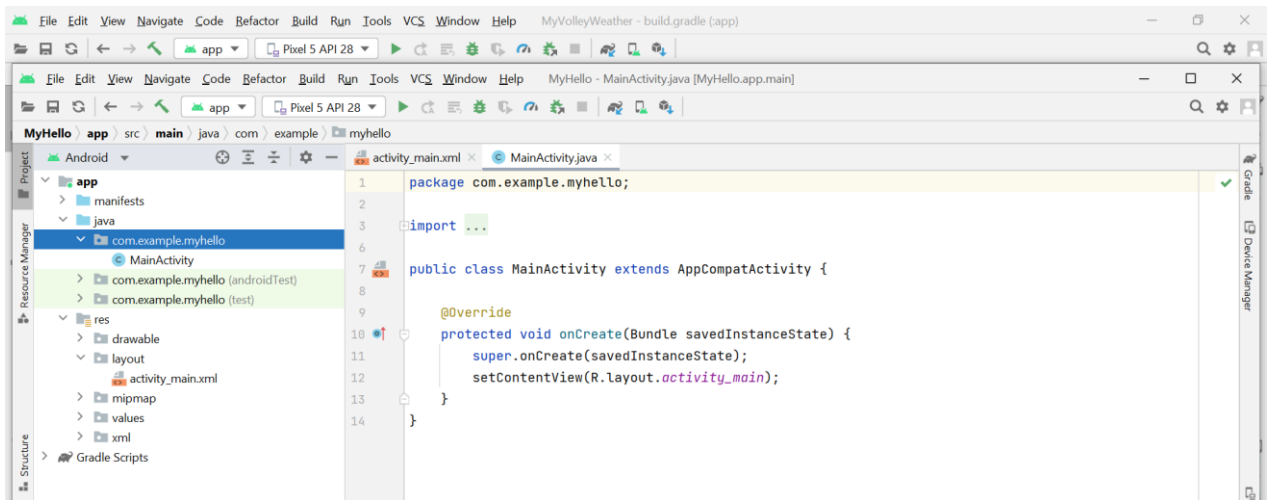 File Edit View Navigate Code Refactor Build Run Tools VCS Window Help MyVolleyWeather - build.gradle (:app)
app Pixel 5 API 28
File Edit View Navigate Code Refactor Build Run Tools VCS Window Help MyHello - MainActivity.java [MyHello.app.main]
app Pixel 5 API 28
MyHello app src main java com example myhello
Project
Resource Manager
Structure
Android
app
manifests
java
com.example.myhello
MainActivity
com.example.myhello (androidTest)
com.example.myhello (test)
res
drawable
layout
activity_main.xml
mipmap
values
xml
Gradle Scripts
activity_main.xml MainActivity.java
1 package com.example.myhello;
2
3 import ...
6
7 public class MainActivity extends AppCompatActivity {
8
9 @Override
10 protected void onCreate(Bundle savedInstanceState) {
11 super.onCreate(savedInstanceState);
12 setContentView(R.layout.activity_main);
13 }
14 }
Gradle
Device Manager